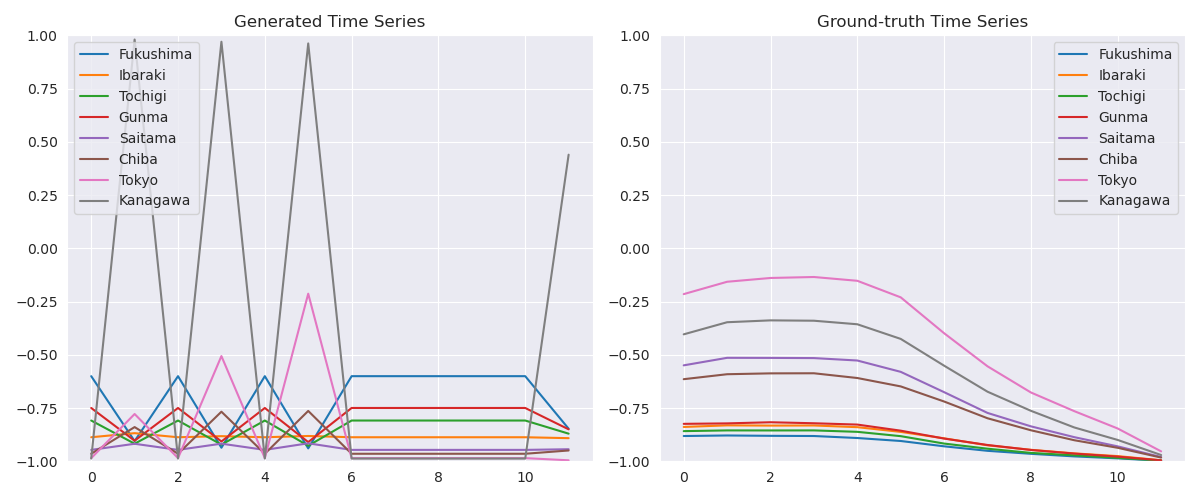 Generated Time Series
1.00
0.75
0.50
0.25
0.00
−0.25
−0.50
−0.75
−1.00
0 2 4 6 8 10
Fukushima
Ibaraki
Tochigi
Gunma
Saitama
Chiba
Tokyo
Kanagawa
Ground-truth Time Series
1.00
0.75
0.50
0.25
0.00
−0.25
−0.50
−0.75
−1.00
0 2 4 6 8 10
Fukushima
Ibaraki
Tochigi
Gunma
Saitama
Chiba
Tokyo
Kanagawa